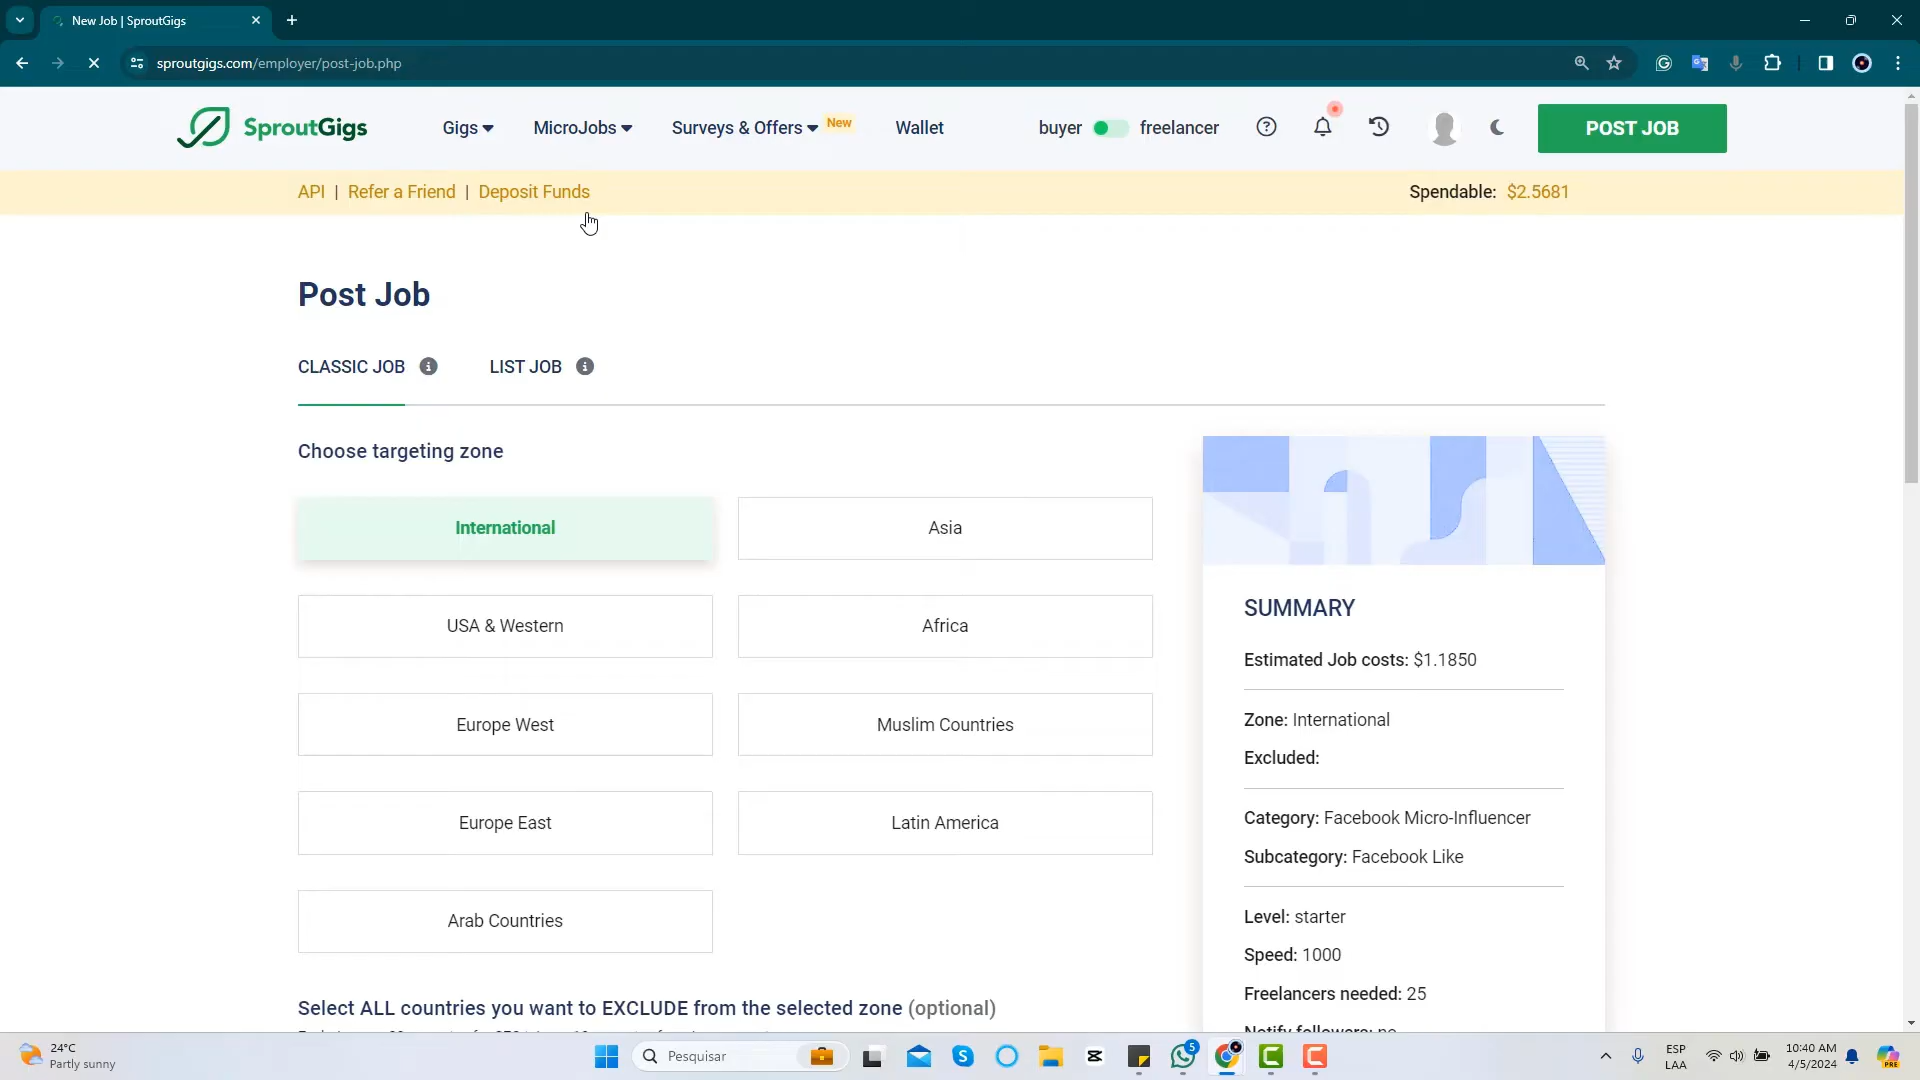 New Job | SproutGigs
sproutgigs.com/employer/post-job.php
SproutGigs
Gigs
MicroJobs
Surveys & Offers
New
Wallet
buyer
freelancer
POST JOB
API | Refer a Friend | Deposit Funds
Spendable: $2.5681
Post Job
CLASSIC JOB
LIST JOB
Choose targeting zone
International
Asia
USA & Western
Africa
Europe West
Muslim Countries
Europe East
Latin America
Arab Countries
Select ALL countries you want to EXCLUDE from the selected zone (optional)
SUMMARY
Estimated Job costs: $1.1850
Zone: International
Excluded:
Category: Facebook Micro-Influencer
Subcategory: Facebook Like
Level: starter
Speed: 1000
Freelancers needed: 25
Notify followers: no
24°C
Partly sunny
Pesquisar
5
ESP
LAA
10:40 AM
4/5/2024
PRE